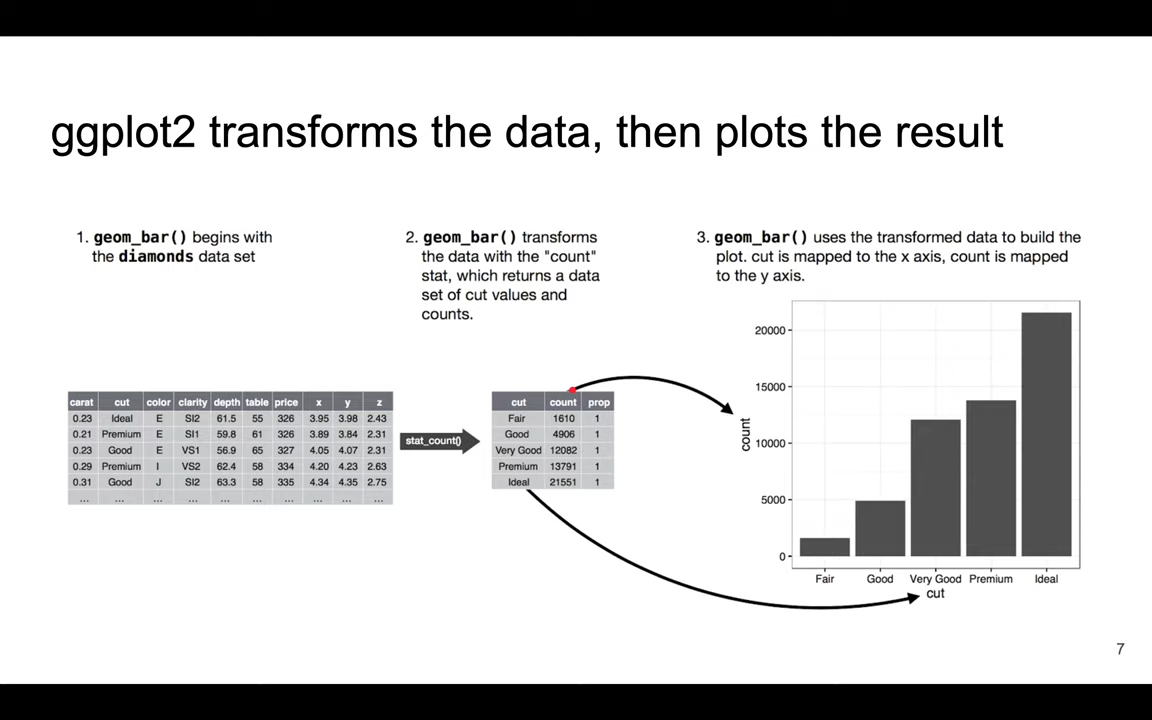 ggplot2 transforms the data, then plots the result
1. geom_bar() begins with
the diamonds data set
2. geom_bar() transforms
the data with the "count"
stat, which returns a data
set of cut values and
counts.
3. geom_bar() uses the transformed data to build the
plot. cut is mapped to the x axis, count is mapped
to the y axis.
carat cut color clarity depth table price x y z
0.23 Ideal E SI2 61.5 55 326 3.95 3.98 2.43
0.21 Premium E SI1 59.8 61 326 3.89 3.84 2.31
0.23 Good E VS1 56.9 65 327 4.05 4.07 2.31
0.29 Premium I VS2 62.4 58 334 4.20 4.23 2.63
0.31 Good J SI2 63.3 58 335 4.34 4.35 2.75
... ... ... ... ... ... ... ... ... ...
stat_count()
cut count prop
Fair 1610 1
Good 4906 1
Very Good 12082 1
Premium 13791 1
Ideal 21551 1
20000
15000
10000
5000
0
count
Fair Good Very Good Premium Ideal
cut
7